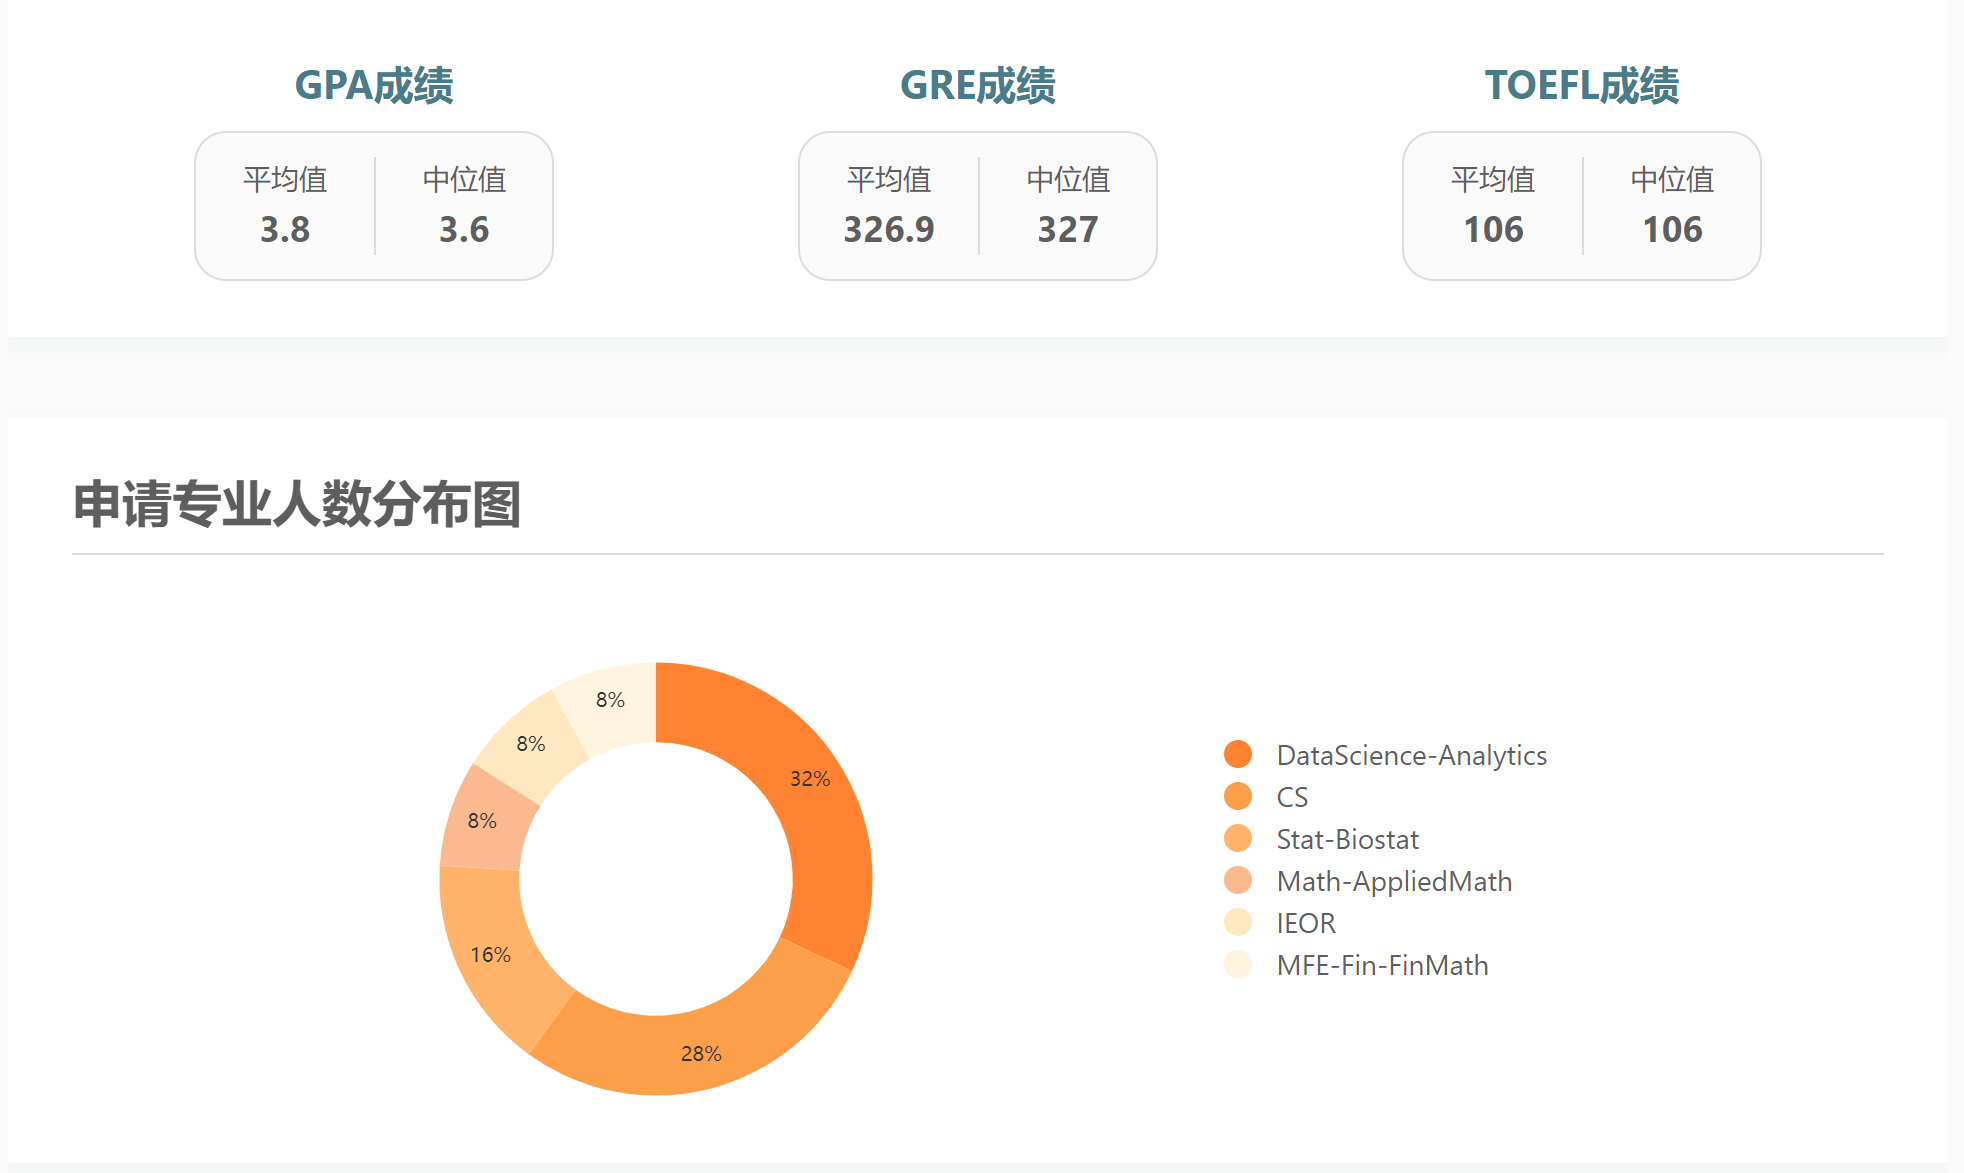 GPA成绩
平均值 中位值
3.8 3.6
GRE成绩
平均值 中位值
326.9 327
TOEFL成绩
平均值 中位值
106 106
申请专业人数分布图
8%
8%
32%
8%
16%
28%
DataScience-Analytics
CS
Stat-Biostat
Math-AppliedMath
IEOR
MFE-Fin-FinMath